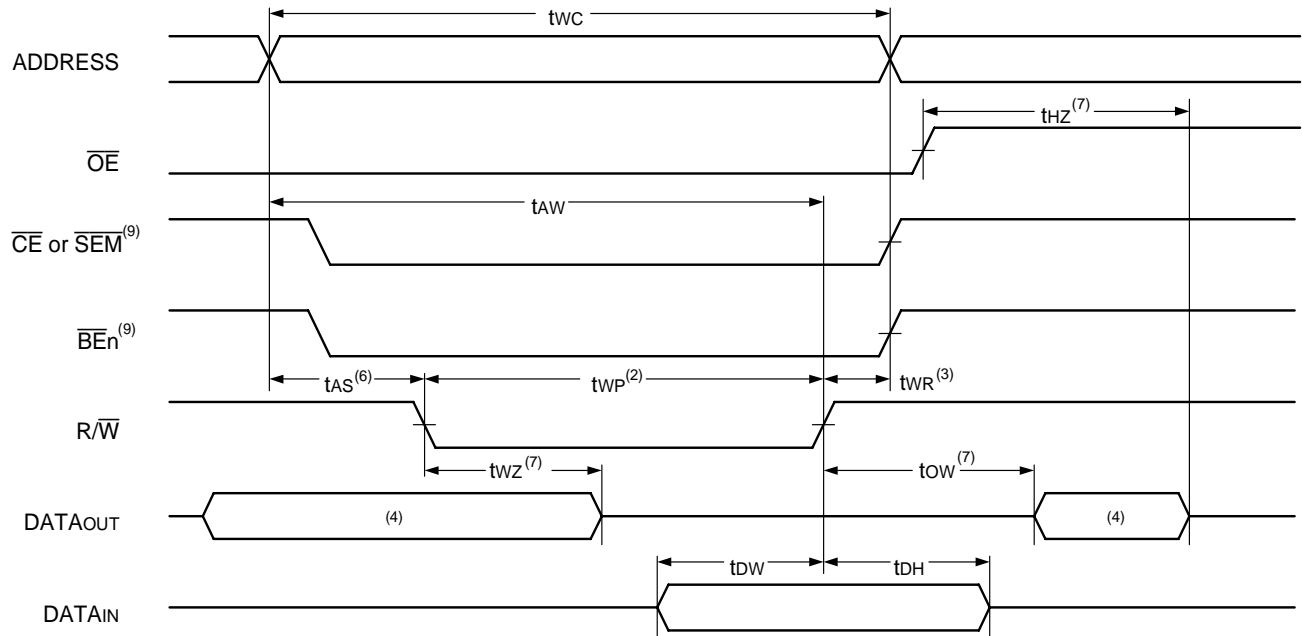 tWC
ADDRESS
tHZ(7)
OE
tAW
CE or SEM(9)
BEn(9)
tAS(6) tWP(2) tWR(3)
R/W
tWZ(7) tOW(7)
DATAOUT (4) (4)
tDW tDH
DATAIN